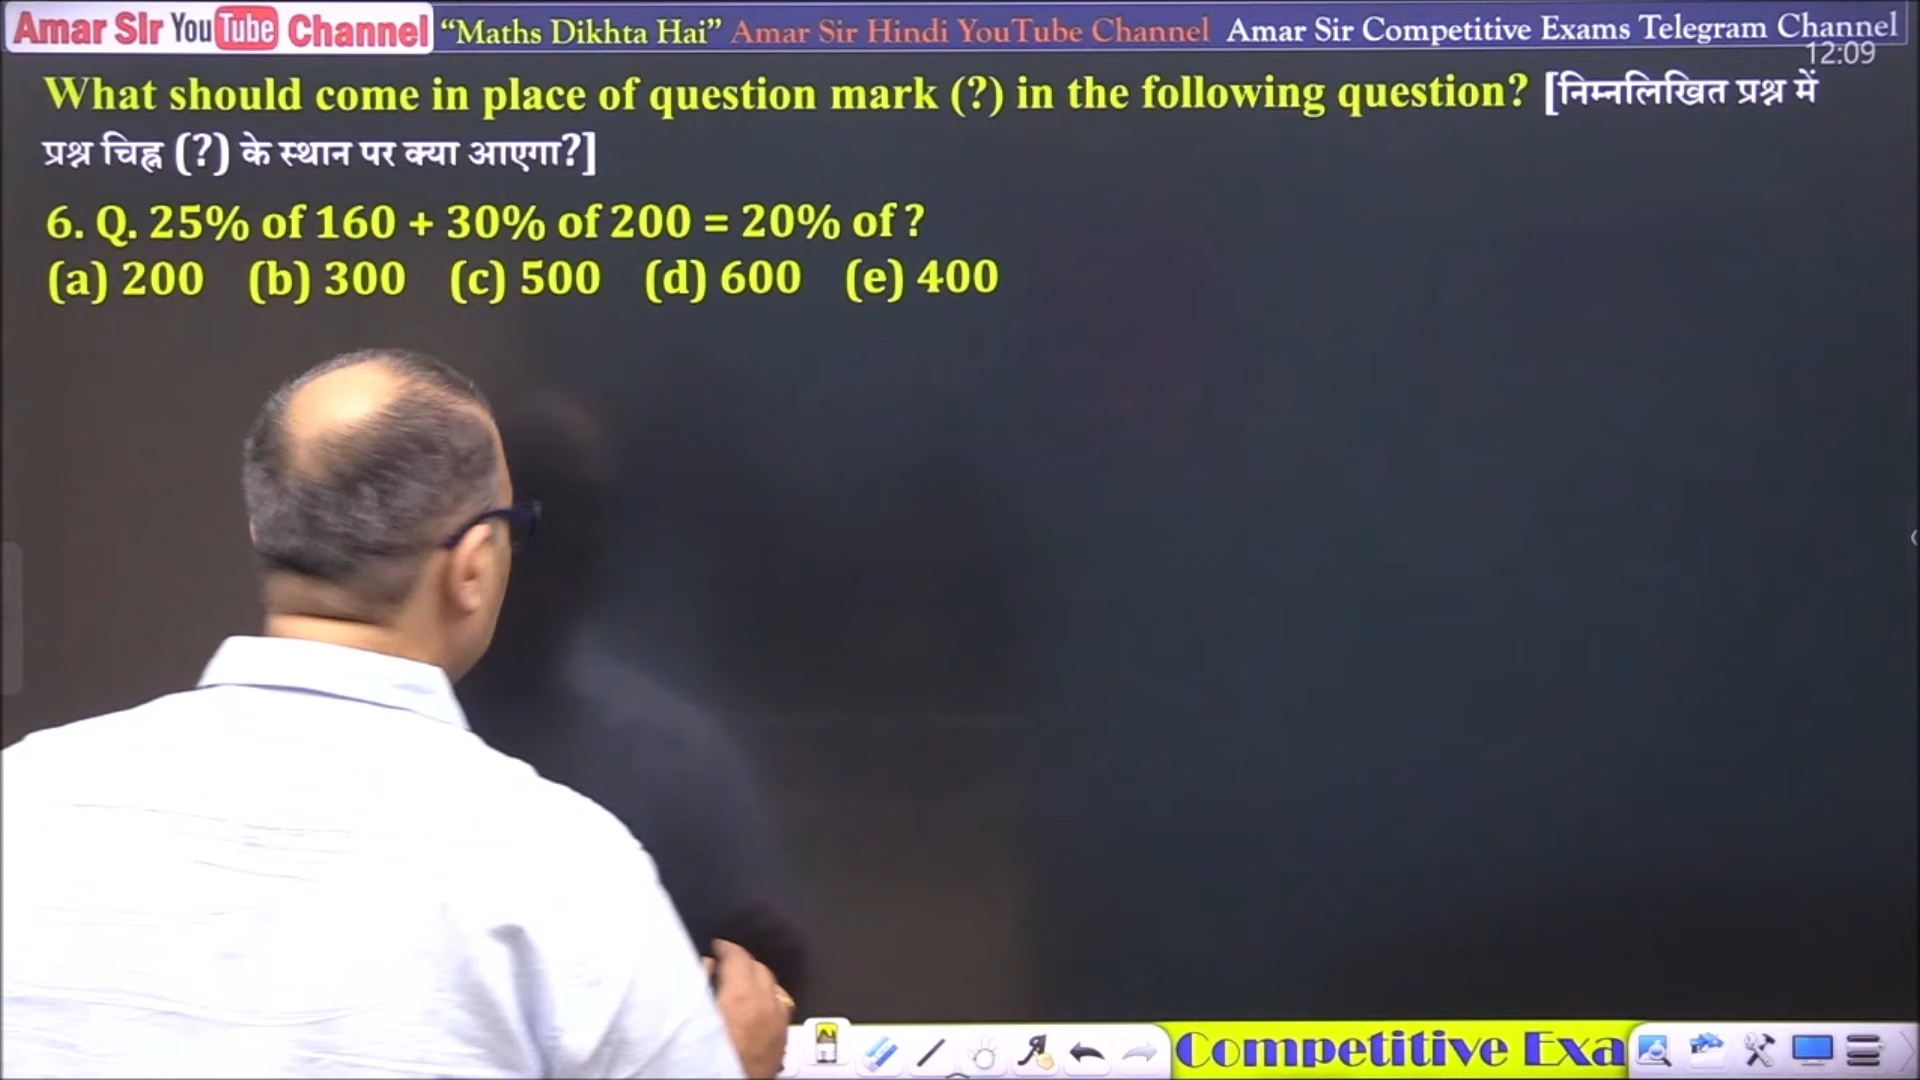 Amar Sir YouTube Channel "Maths Dikhta Hai" Amar Sir Hindi YouTube Channel Amar Sir Competitive Exams Telegram Channel
12:09
What should come in place of question mark (?) in the following question? [निम्नलिखित प्रश्न में
प्रश्न चिह्न (?) के स्थान पर क्या आएगा?]
6. Q. 25% of 160 + 30% of 200 = 20% of ?
(a) 200 (b) 300 (c) 500 (d) 600 (e) 400
Competitive Exa